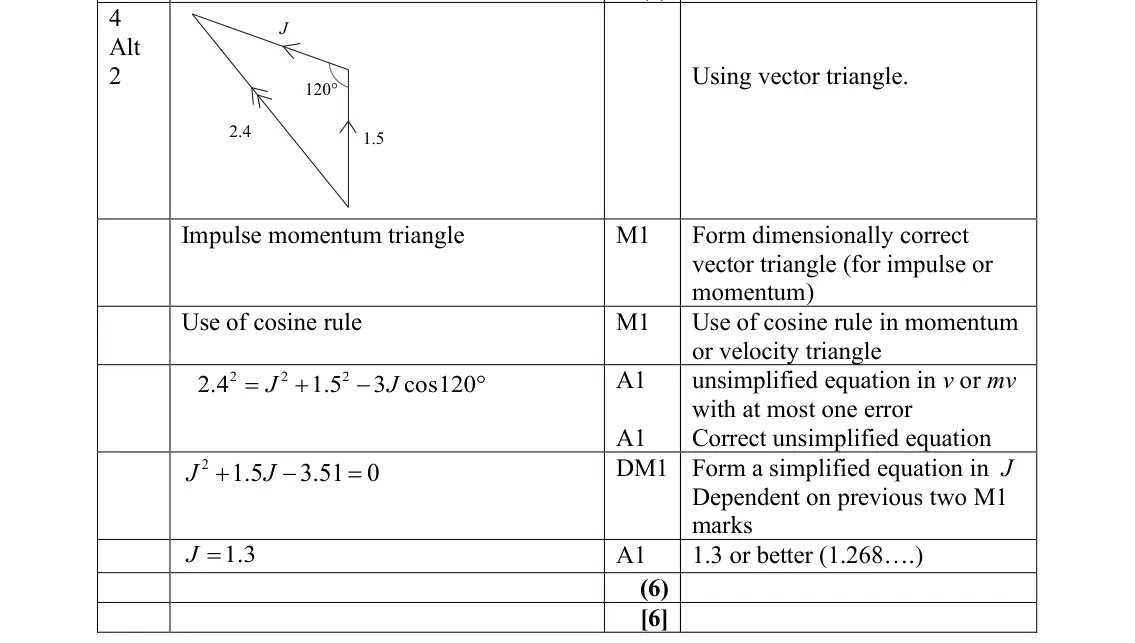 4
Alt
2
J
120°
2.4
1.5
Using vector triangle.
Impulse momentum triangle
M1
Form dimensionally correct
vector triangle (for impulse or
momentum)
Use of cosine rule
M1
Use of cosine rule in momentum
or velocity triangle
2.4² = J² + 1.5² − 3J cos120°
A1
unsimplified equation in v or mv
with at most one error
A1
Correct unsimplified equation
J² + 1.5J − 3.51 = 0
DM1
Form a simplified equation in J
Dependent on previous two M1
marks
J = 1.3
A1
1.3 or better (1.268….)
(6)
[6]